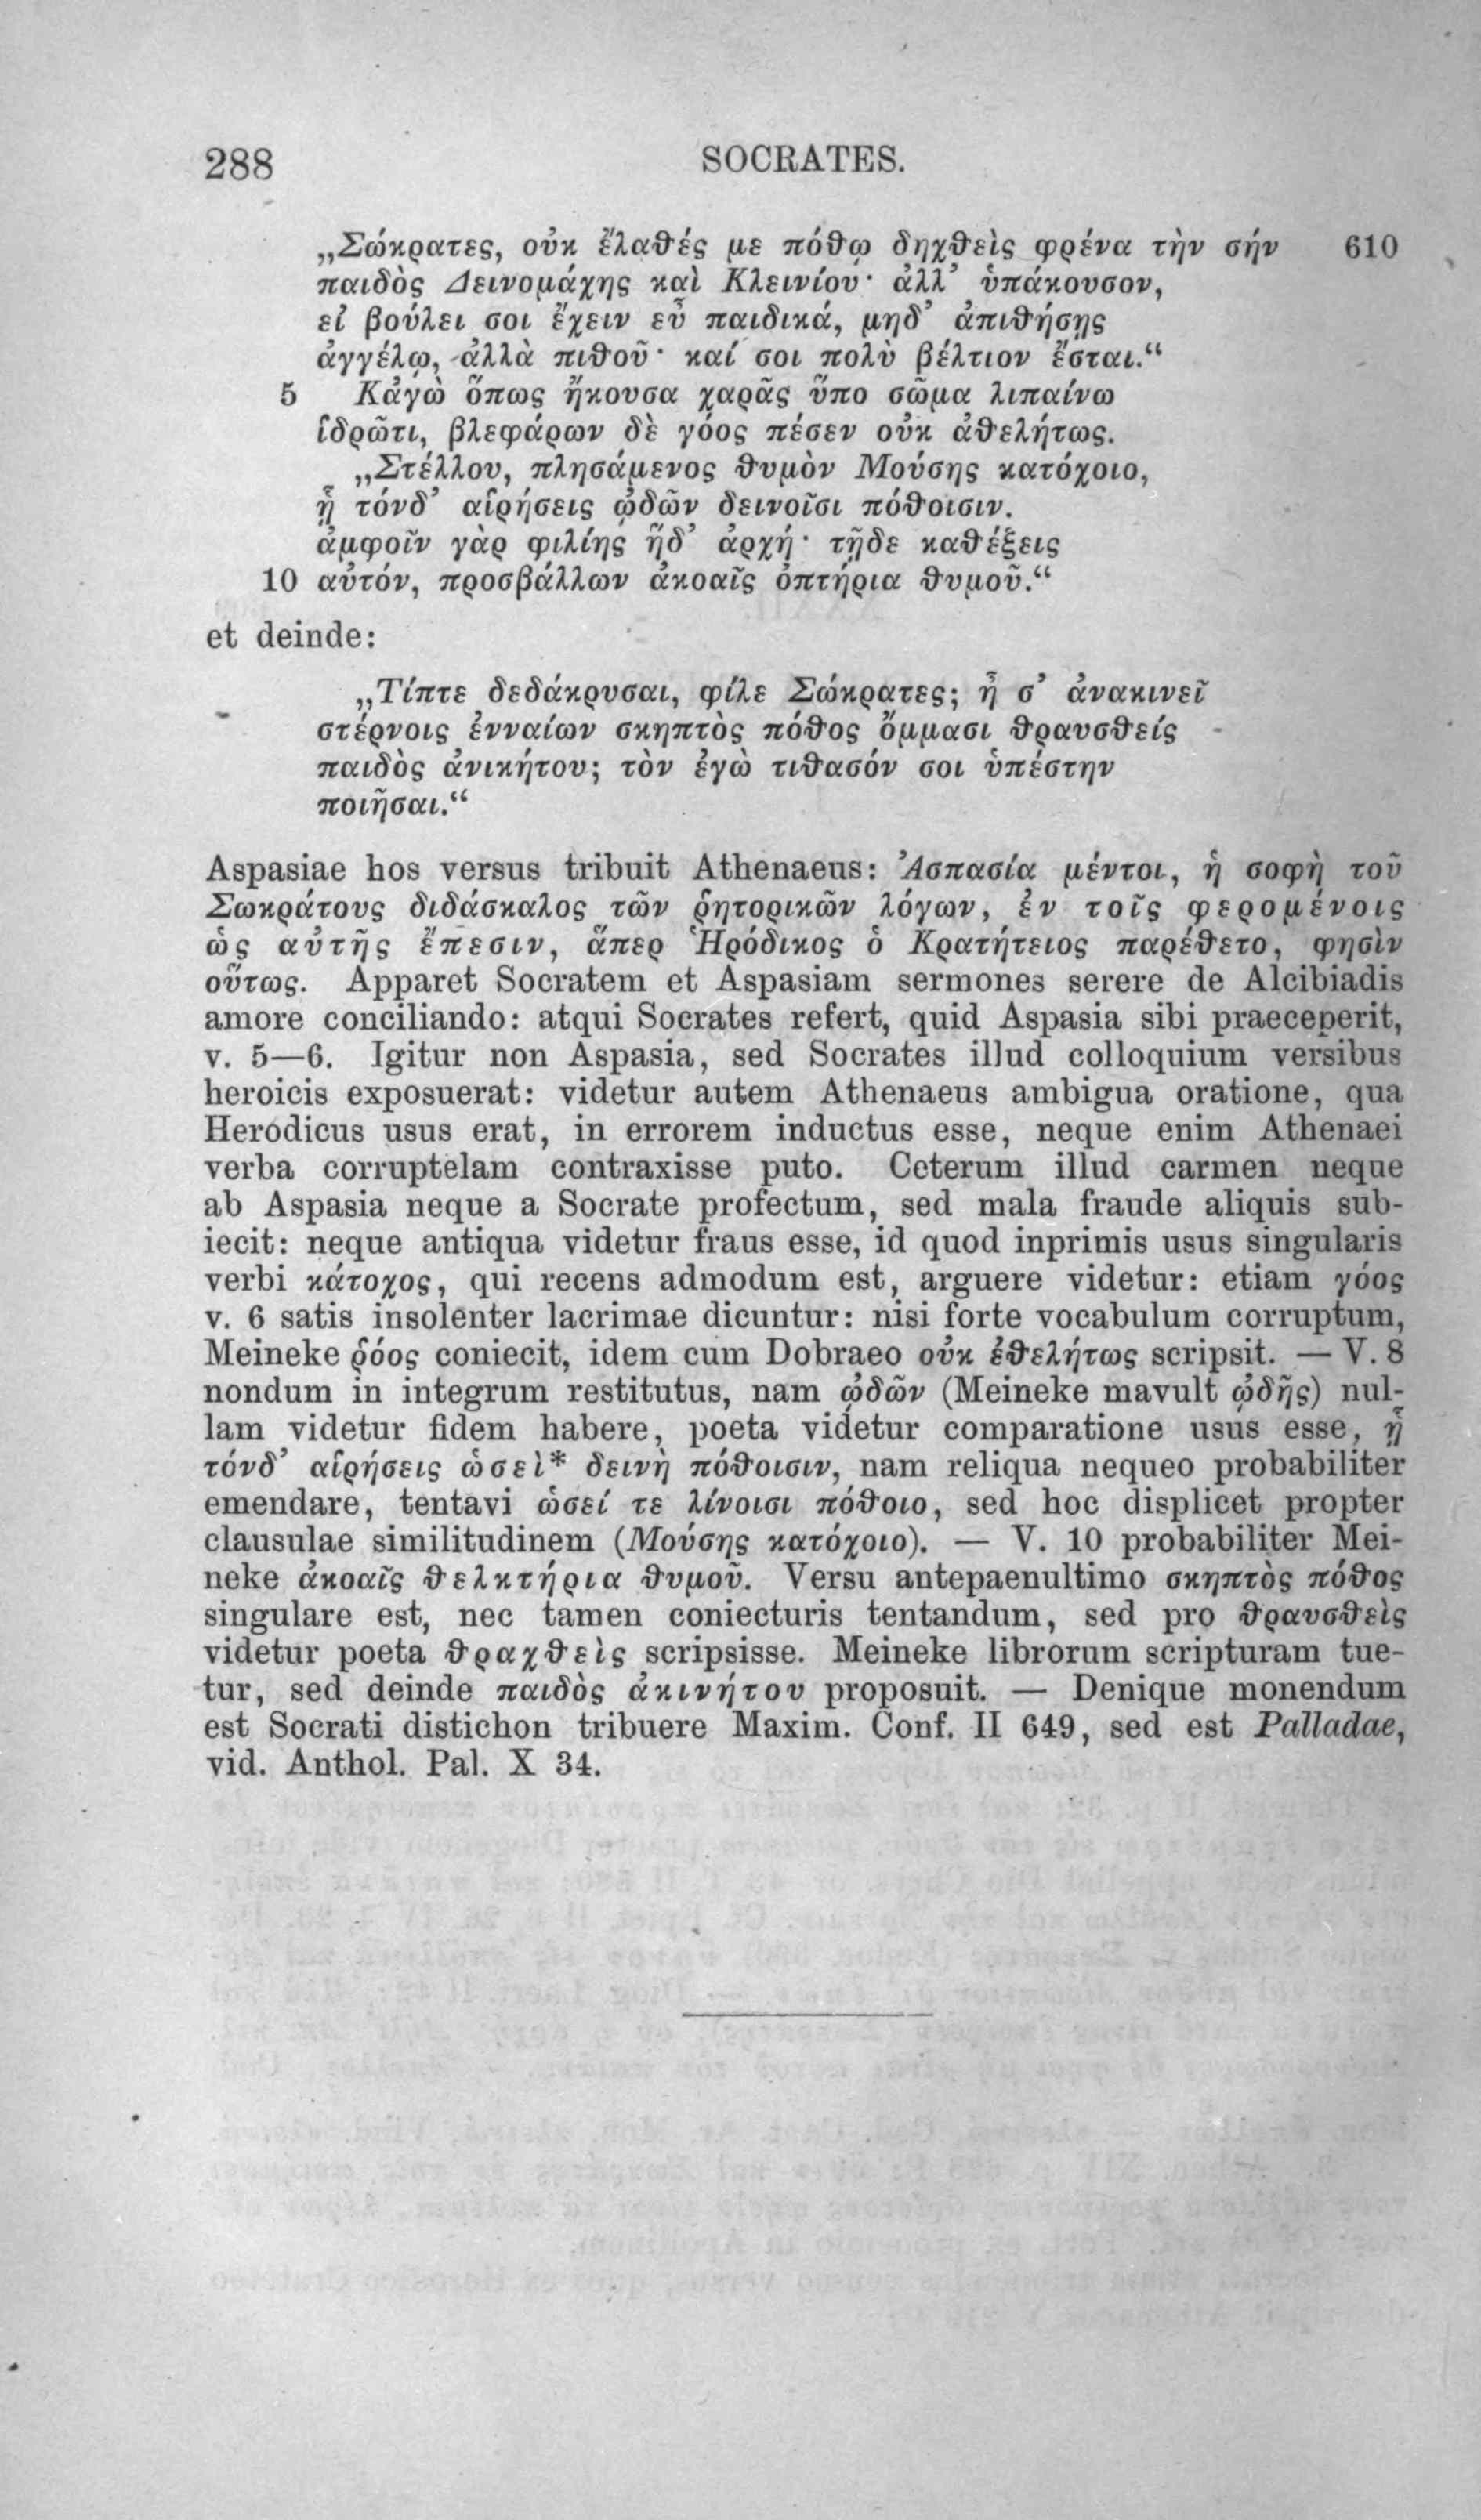 288 SOCRATES.
„Σώκρατες, οὐκ ἔλαθές με πόθῳ δηχθεὶς φρένα τὴν σήν 610
παιδὸς Δεινομάχης καὶ Κλεινίου· ἀλλ’ ὑπάκουσον,
εἰ βούλει σοι ἔχειν εὖ παιδικά, μηδ’ ἀπιθήσῃς
ἀγγέλῳ, ἀλλὰ πιθοῦ· καί σοι πολὺ βέλτιον ἔσται.“
5 Κἀγὼ ὅπως ἤκουσα χαρᾶς ὕπο σῶμα λιπαίνω
ἱδρῶτι, βλεφάρων δὲ γόος πέσεν οὐκ ἀθελήτως.
„Στέλλου, πλησάμενος θυμὸν Μούσης κατόχοιο,
ᾗ τόνδ’ αἱρήσεις ᾠδῶν δεινοῖσι πόθοισιν.
ἀμφοῖν γὰρ φιλίης ἥδ’ ἀρχή· τῇδε καθέξεις
10 αὐτόν, προσβάλλων ἀκοαῖς ὀπτήρια θυμοῦ.“
et deinde:
„Τίπτε δεδάκρυσαι, φίλε Σώκρατες; ἦ σ’ ἀνακινεῖ
στέρνοις ἐνναίων σκηπτὸς πόθος ὄμμασι θραυσθείς
παιδὸς ἀνικήτου; τὸν ἐγὼ τιθασόν σοι ὑπέστην
ποιῆσαι.“
Aspasiae hos versus tribuit Athenaeus: Ἀσπασία μέντοι, ἡ σοφὴ τοῦ
Σωκράτους διδάσκαλος τῶν ῥητορικῶν λόγων, ἐν τοῖς φερομένοις
ὡς αὐτῆς ἔπεσιν, ἅπερ Ἡρόδικος ὁ Κρατήτειος παρέθετο, φησὶν
οὕτως. Apparet Socratem et Aspasiam sermones serere de Alcibiadis
amore conciliando: atqui Socrates refert, quid Aspasia sibi praeceperit,
v. 5—6. Igitur non Aspasia, sed Socrates illud colloquium versibus
heroicis exposuerat: videtur autem Athenaeus ambigua oratione, qua
Herodicus usus erat, in errorem inductus esse, neque enim Athenaei
verba corruptelam contraxisse puto. Ceterum illud carmen neque
ab Aspasia neque a Socrate profectum, sed mala fraude aliquis sub-
iecit: neque antiqua videtur fraus esse, id quod inprimis usus singularis
verbi κάτοχος, qui recens admodum est, arguere videtur: etiam γόος
v. 6 satis insolenter lacrimae dicuntur: nisi forte vocabulum corruptum,
Meineke ῥόος coniecit, idem cum Dobraeo οὐκ ἐθελήτως scripsit. — V. 8
nondum in integrum restitutus, nam ᾠδῶν (Meineke mavult ᾠδῆς) nul-
lam videtur fidem habere, poeta videtur comparatione usus esse, ᾗ
τόνδ’ αἱρήσεις ὡσεὶ* δεινὴ πόθοισιν, nam reliqua nequeo probabiliter
emendare, tentavi ὡσεί τε λίνοισι πόθοιο, sed hoc displicet propter
clausulae similitudinem (Μούσης κατόχοιο). — V. 10 probabiliter Mei-
neke ἀκοαῖς θελκτήρια θυμοῦ. Versu antepaenultimo σκηπτὸς πόθος
singulare est, nec tamen coniecturis tentandum, sed pro θραυσθεὶς
videtur poeta θραχθεὶς scripsisse. Meineke librorum scripturam tue-
tur, sed deinde παιδὸς ἀκινήτου proposuit. — Denique monendum
est Socrati distichon tribuere Maxim. Conf. II 649, sed est Palladae,
vid. Anthol. Pal. X 34.